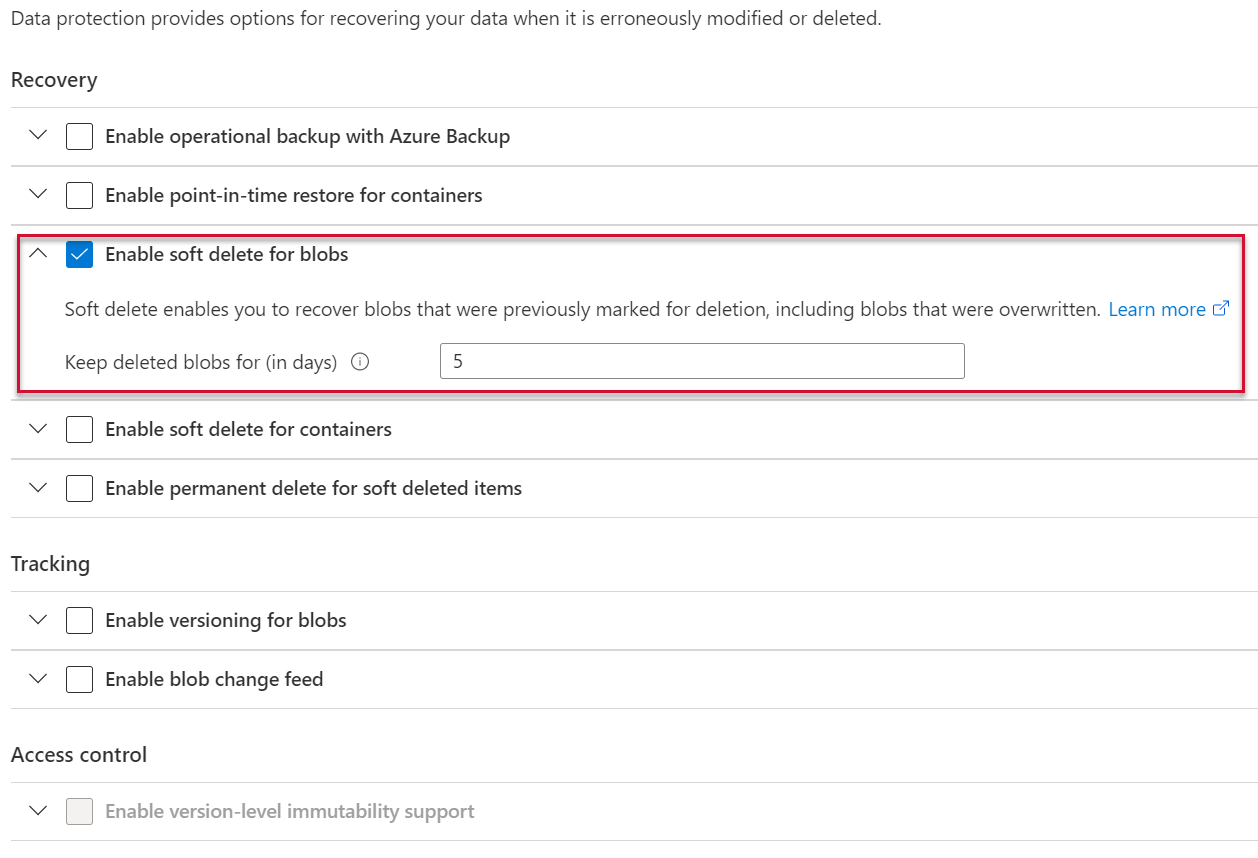 Data protection provides options for recovering your data when it is erroneously modified or deleted.
Recovery
Enable operational backup with Azure Backup
Enable point-in-time restore for containers
Enable soft delete for blobs
Soft delete enables you to recover blobs that were previously marked for deletion, including blobs that were overwritten. Learn more
Keep deleted blobs for (in days) 5
Enable soft delete for containers
Enable permanent delete for soft deleted items
Tracking
Enable versioning for blobs
Enable blob change feed
Access control
Enable version-level immutability support